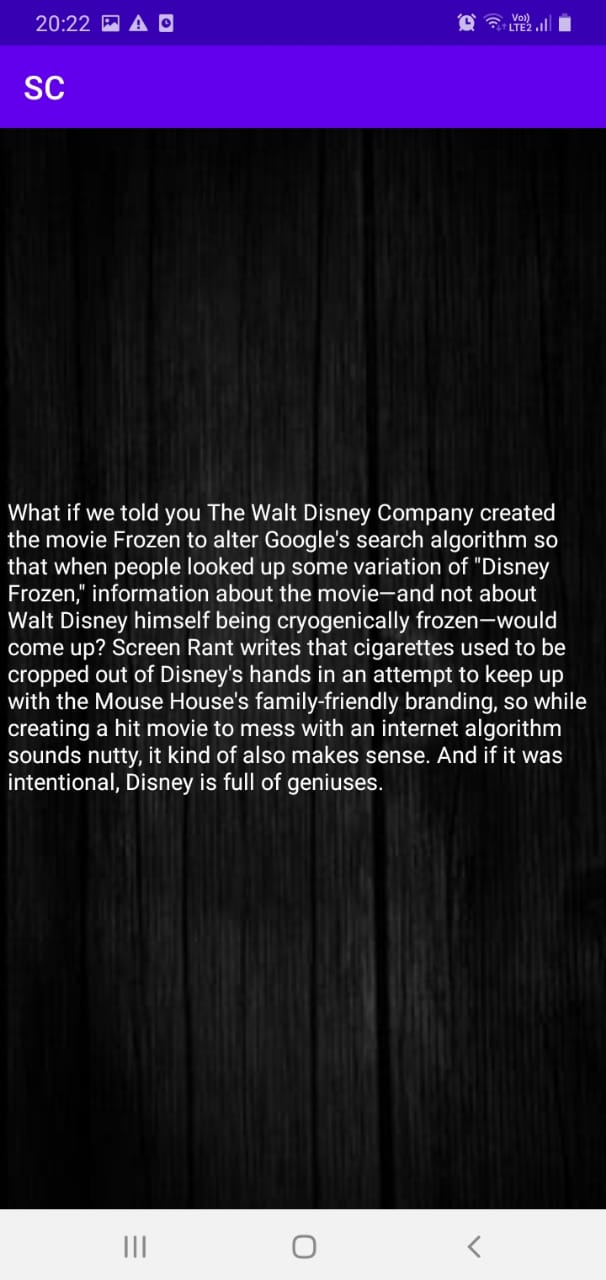 20:22
Vo)) LTE2
SC
What if we told you The Walt Disney Company created
the movie Frozen to alter Google's search algorithm so
that when people looked up some variation of "Disney
Frozen," information about the movie—and not about
Walt Disney himself being cryogenically frozen—would
come up? Screen Rant writes that cigarettes used to be
cropped out of Disney's hands in an attempt to keep up
with the Mouse House's family-friendly branding, so while
creating a hit movie to mess with an internet algorithm
sounds nutty, it kind of also makes sense. And if it was
intentional, Disney is full of geniuses.